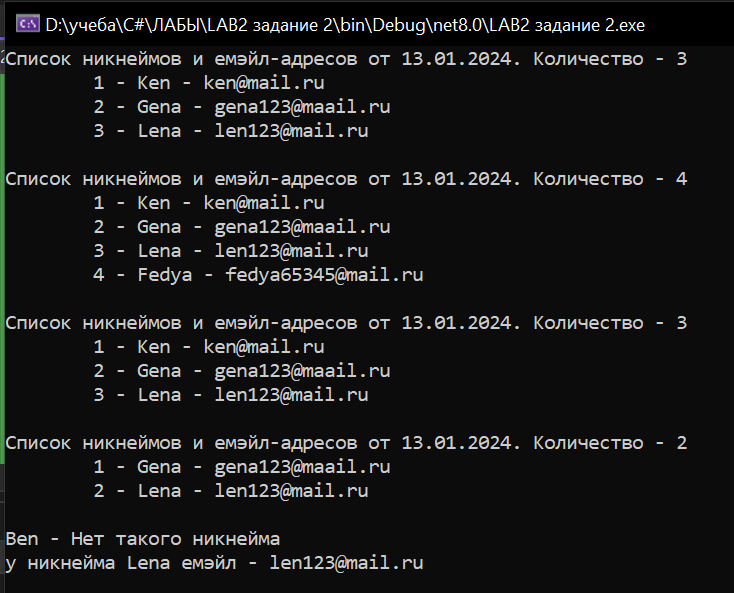 D:\учеба\C#\ЛАБЫ\LAB2 задание 2\bin\Debug\net8.0\LAB2 задание 2.exe
Список никнеймов и емэйл-адресов от 13.01.2024. Количество - 3
1 - Ken - ken@mail.ru
2 - Gena - gena123@maail.ru
3 - Lena - len123@mail.ru
Список никнеймов и емэйл-адресов от 13.01.2024. Количество - 4
1 - Ken - ken@mail.ru
2 - Gena - gena123@maail.ru
3 - Lena - len123@mail.ru
4 - Fedya - fedya65345@mail.ru
Список никнеймов и емэйл-адресов от 13.01.2024. Количество - 3
1 - Ken - ken@mail.ru
2 - Gena - gena123@maail.ru
3 - Lena - len123@mail.ru
Список никнеймов и емэйл-адресов от 13.01.2024. Количество - 2
1 - Gena - gena123@maail.ru
2 - Lena - len123@mail.ru
Ben - Нет такого никнейма
у никнейма Lena емэйл - len123@mail.ru